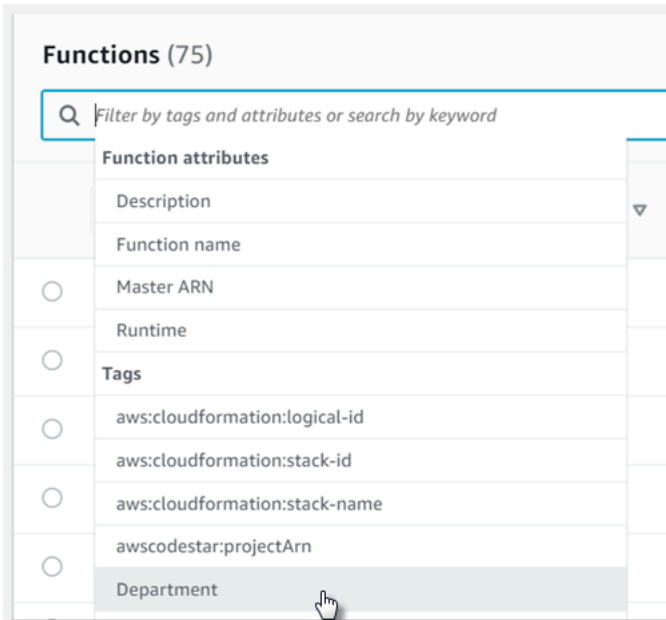 Functions (75)
Filter by tags and attributes or search by keyword
Function attributes
Description
Function name
Master ARN
Runtime
Tags
aws:cloudformation:logical-id
aws:cloudformation:stack-id
aws:cloudformation:stack-name
awscodestar:projectArn
Department